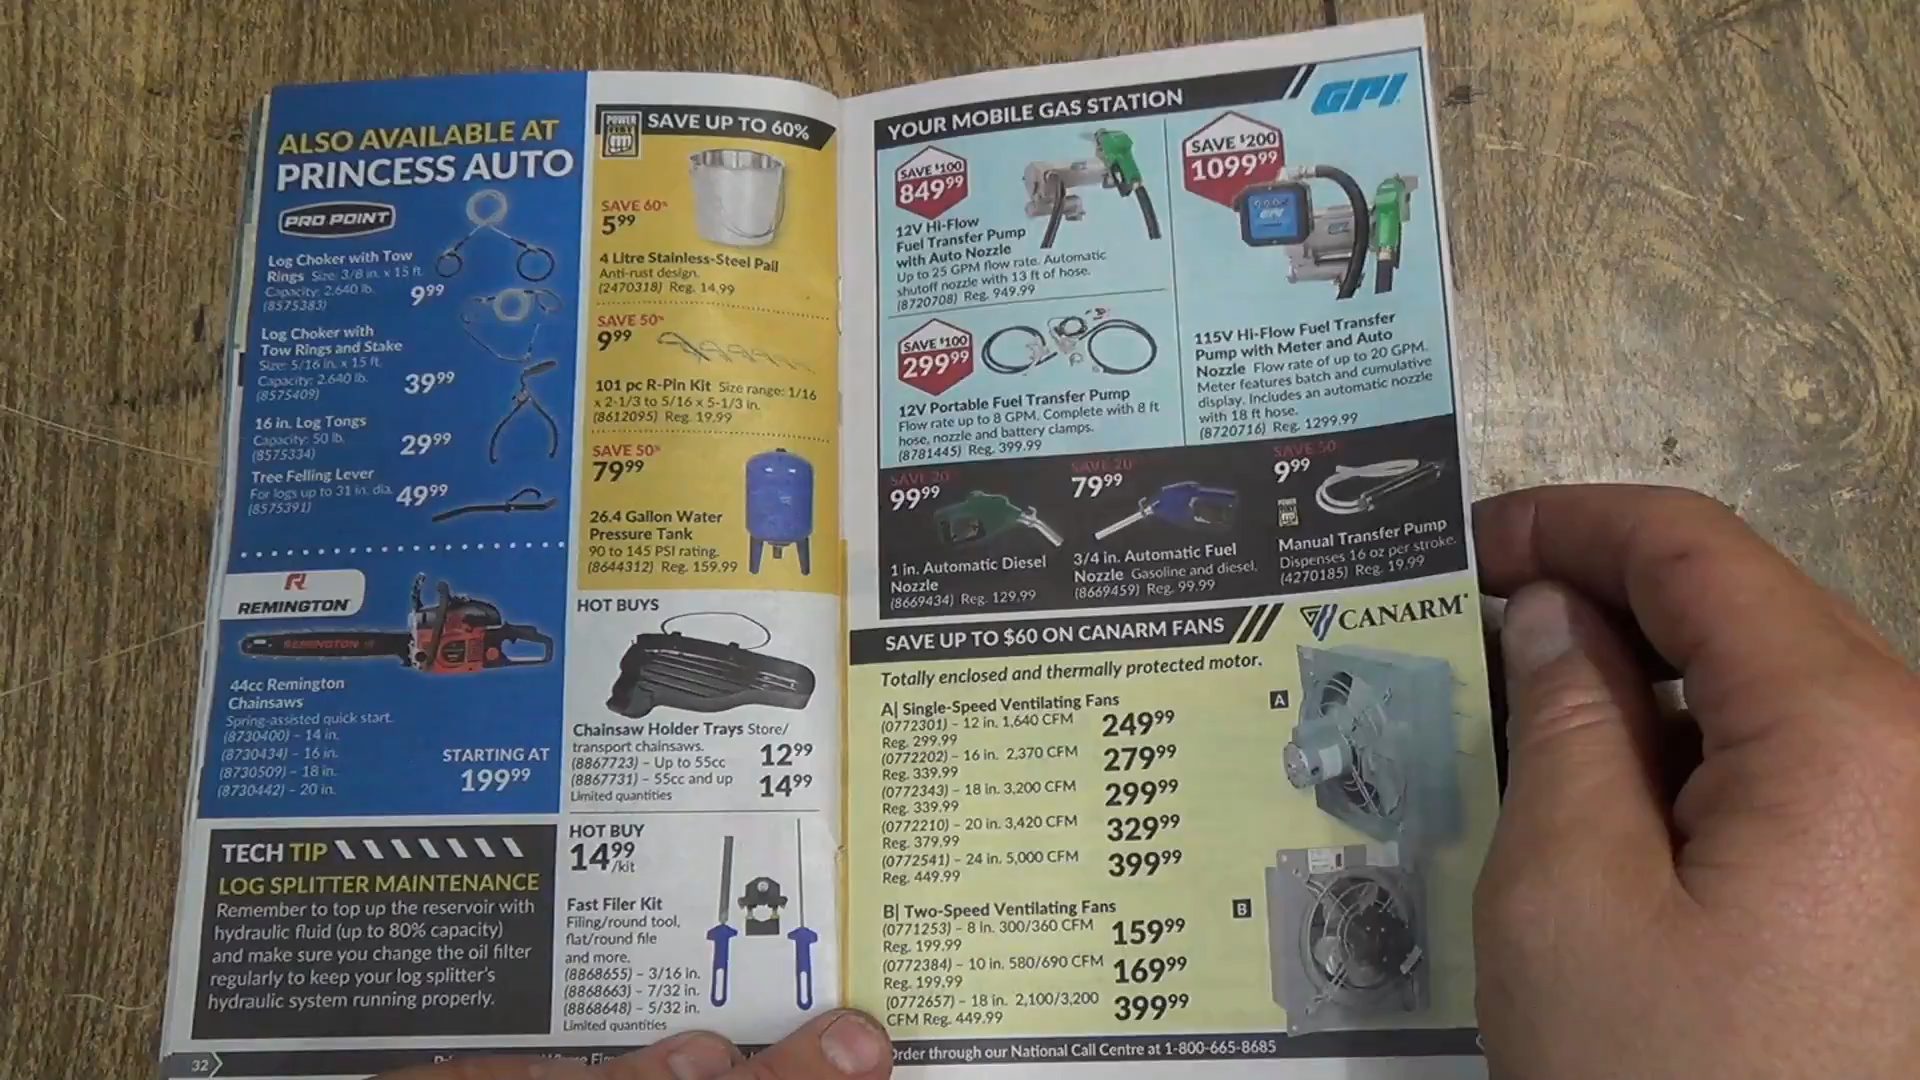 ALSO AVAILABLE AT
PRINCESS AUTO
PRO POINT
Log Choker with Tow
Rings Size: 3/8 in. x 15 ft.
Capacity: 2,640 lb.
(8575383)
9.99
Log Choker with
Tow Rings and Stake
Size: 5/16 in. x 15 ft.
Capacity: 2,640 lb.
(8575409)
39.99
16 in. Log Tongs
Capacity: 50 lb.
(8575334)
29.99
Tree Felling Lever
For logs up to 31 in. dia.
(8575391)
49.99
R
REMINGTON
REMINGTON
44cc Remington
Chainsaws
Spring-assisted quick start.
(8730400) – 14 in.
(8730434) – 16 in.
(8730509) – 18 in.
(8730442) – 20 in.
STARTING AT
199.99
TECH TIP
LOG SPLITTER MAINTENANCE
Remember to top up the reservoir with
hydraulic fluid (up to 80% capacity)
and make sure you change the oil filter
regularly to keep your log splitter's
hydraulic system running properly.
32
POWER
FIST
SAVE UP TO 60%
SAVE 60%
5.99
4 Litre Stainless-Steel Pail
Anti-rust design.
(2470318) Reg. 14.99
SAVE 50%
9.99
101 pc R-Pin Kit Size range: 1/16
x 2-1/3 to 5/16 x 5-1/3 in.
(8612095) Reg. 19.99
SAVE 50%
79.99
26.4 Gallon Water
Pressure Tank
90 to 145 PSI rating.
(8644312) Reg. 159.99
HOT BUYS
Chainsaw Holder Trays Store/
transport chainsaws.
(8867723) – Up to 55cc 12.99
(8867731) – 55cc and up 14.99
Limited quantities
HOT BUY
14.99
/kit
Fast Filer Kit
Filing/round tool,
flat/round file
and more.
(8868655) – 3/16 in.
(8868663) – 7/32 in.
(8868648) – 5/32 in.
Limited quantities
YOUR MOBILE GAS STATION
GPI
SAVE $100
849.99
12V Hi-Flow
Fuel Transfer Pump
with Auto Nozzle
Up to 25 GPM flow rate. Automatic
shutoff nozzle with 13 ft of hose.
(8720708) Reg. 949.99
SAVE $200
1099.99
115V Hi-Flow Fuel Transfer
Pump with Meter and Auto
Nozzle Flow rate of up to 20 GPM.
Meter features batch and cumulative
display. Includes an automatic nozzle
with 18 ft hose.
(8720716) Reg. 1299.99
SAVE $100
299.99
12V Portable Fuel Transfer Pump
Flow rate up to 8 GPM. Complete with 8 ft
hose, nozzle and battery clamps.
(8781445) Reg. 399.99
SAVE 20
99.99
1 in. Automatic Diesel
Nozzle
(8669434) Reg. 129.99
SAVE 20
79.99
3/4 in. Automatic Fuel
Nozzle Gasoline and diesel.
(8669459) Reg. 99.99
SAVE 50
9.99
POWER
FIST
Manual Transfer Pump
Dispenses 16 oz per stroke.
(4270185) Reg. 19.99
SAVE UP TO $60 ON CANARM FANS
CANARM
Totally enclosed and thermally protected motor.
A| Single-Speed Ventilating Fans
(0772301) – 12 in. 1,640 CFM
Reg. 299.99
249.99
(0772202) – 16 in. 2,370 CFM
Reg. 339.99
279.99
(0772343) – 18 in. 3,200 CFM
Reg. 339.99
299.99
(0772210) – 20 in. 3,420 CFM
Reg. 379.99
329.99
(0772541) – 24 in. 5,000 CFM
Reg. 449.99
399.99
A
B| Two-Speed Ventilating Fans
(0771253) – 8 in. 300/360 CFM
Reg. 199.99
159.99
(0772384) – 10 in. 580/690 CFM
Reg. 199.99
169.99
(0772657) – 18 in. 2,100/3,200
CFM Reg. 449.99
399.99
B
Order through our National Call Centre at 1-800-665-8685